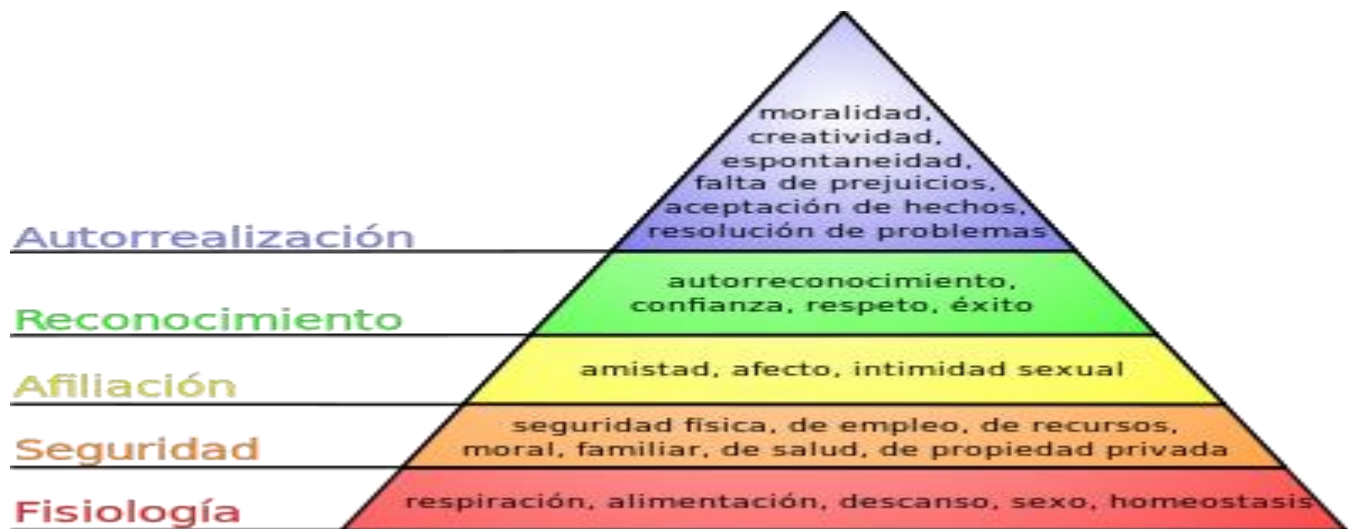 moralidad,
creatividad,
espontaneidad,
falta de prejuicios,
aceptación de hechos,
resolución de problemas
Autorrealización
autorreconocimiento,
confianza, respeto, éxito
Reconocimiento
amistad, afecto, intimidad sexual
Afiliación
seguridad física, de empleo, de recursos,
moral, familiar, de salud, de propiedad privada
Seguridad
respiración, alimentación, descanso, sexo, homeostasis
Fisiología